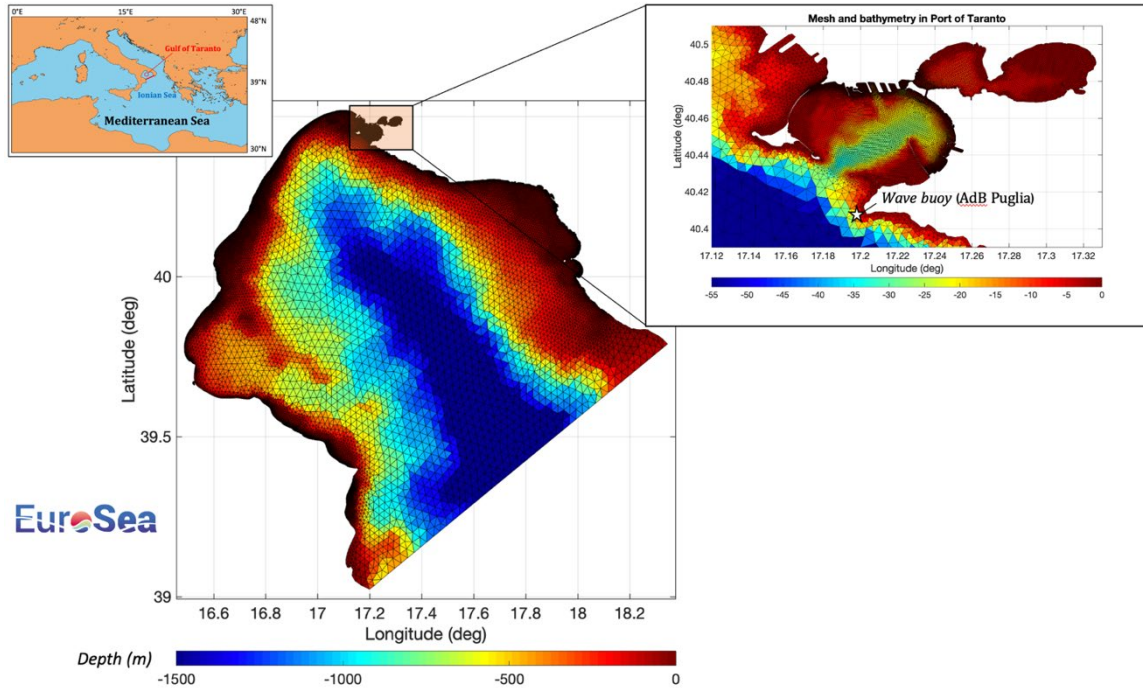 0°E
15°E
31°E
48°N
Gulf of Taranto
39°N
Ionian Sea
Mediterranean Sea
30°N
Mesh and bathymetry in Port of Taranto
40.5
40.48
40.46
40.44
40.42
40.4
Latitude (deg)
Wave buoy (AdB Puglia)
17.12
17.14
17.16
17.18
17.2
17.22
17.24
17.26
17.28
17.3
17.32
Longitude (deg)
-55
-50
-45
-40
-35
-30
-25
-20
-15
-10
-5
0
40
39.5
39
Latitude (deg)
EuroSea
16.6
16.8
17
17.2
17.4
17.6
17.8
18
18.2
Longitude (deg)
Depth (m)
-1500
-1000
-500
0